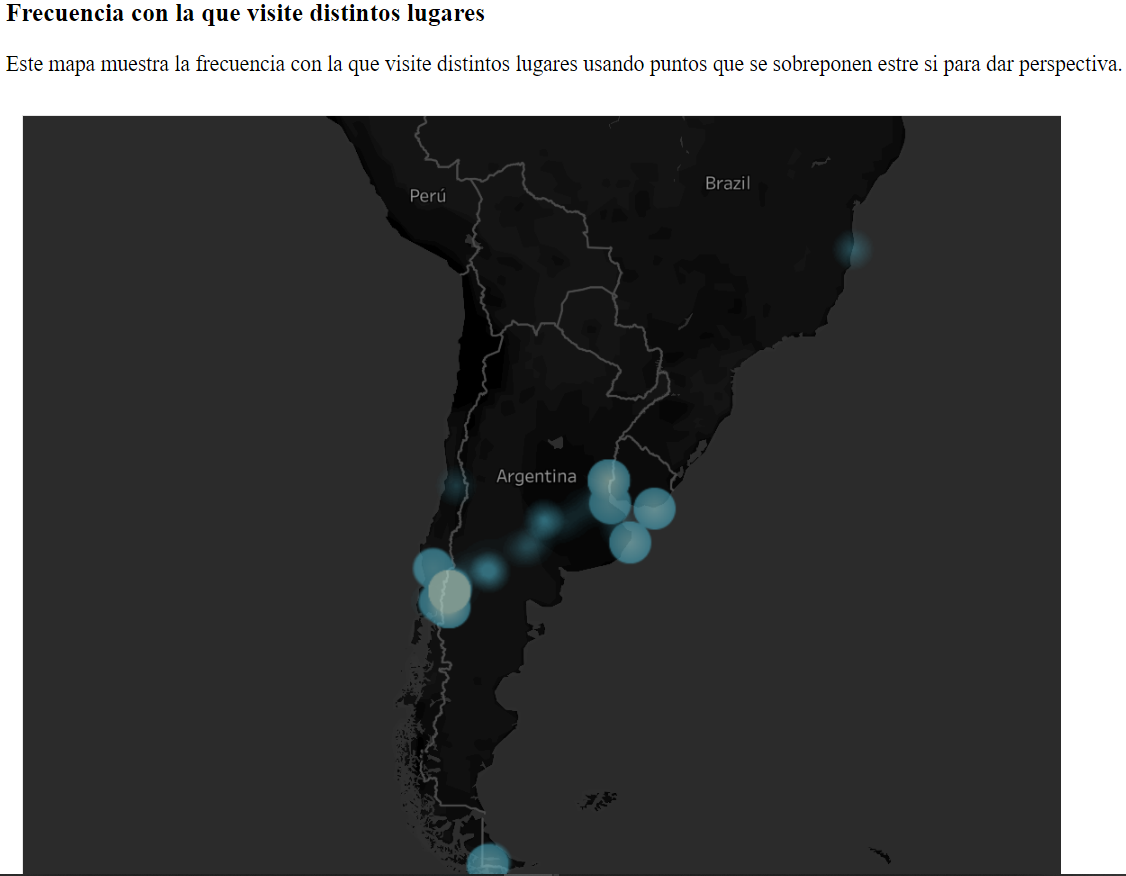 Frecuencia con la que visite distintos lugares
Este mapa muestra la frecuencia con la que visite distintos lugares usando puntos que se sobreponen estre si para dar perspectiva.
Brazil
Perú
Argentina